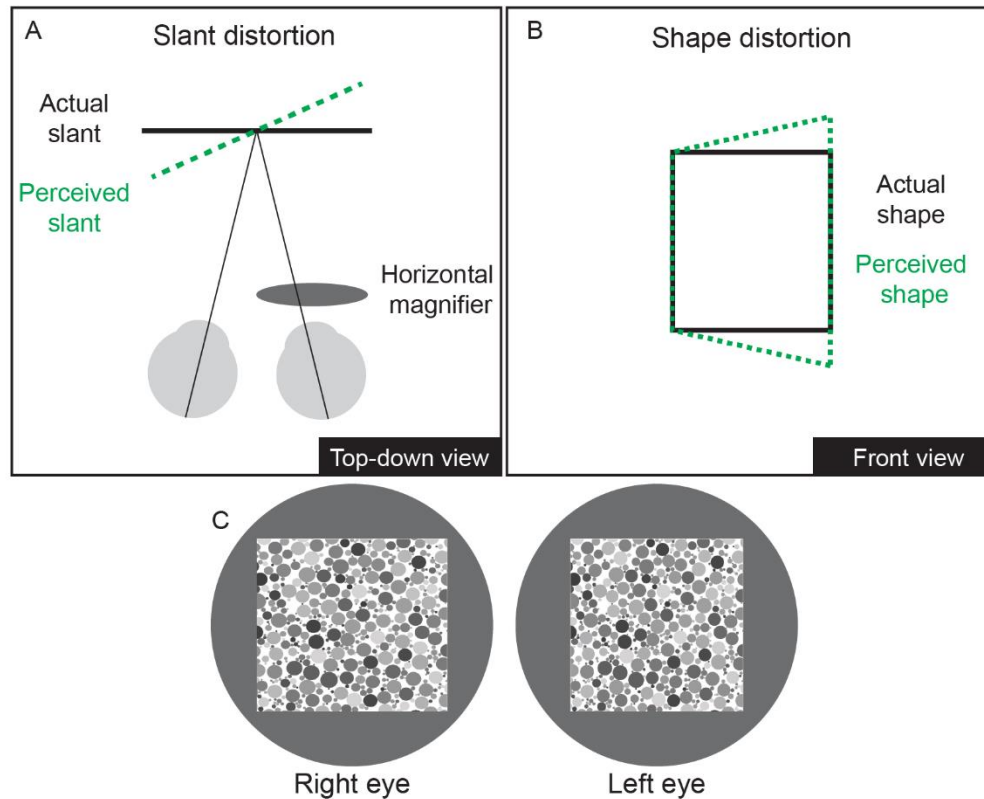 A
Slant distortion
Actual
slant
Perceived
slant
Horizontal
magnifier
Top-down view
B
Shape distortion
Actual
shape
Perceived
shape
Front view
C
Right eye
Left eye